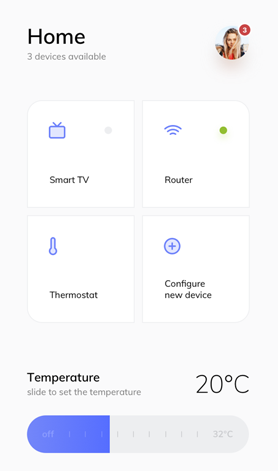 Home
3
3 devices available
Smart TV
Router
Thermostat
Configure
new device
Temperature
slide to set the temperature
20°C
off
32°C